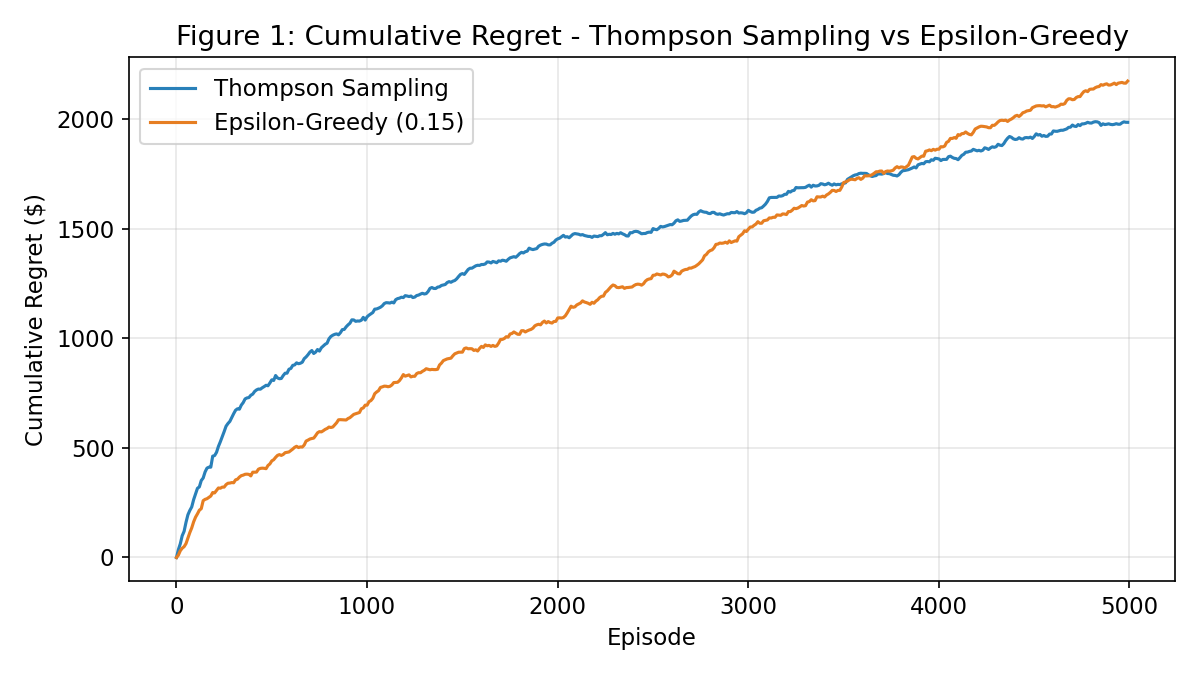 Figure 1: Cumulative Regret - Thompson Sampling vs Epsilon-Greedy
Thompson Sampling
Epsilon-Greedy (0.15)
Cumulative Regret ($)
2000
1500
1000
500
0
0 1000 2000 3000 4000 5000
Episode